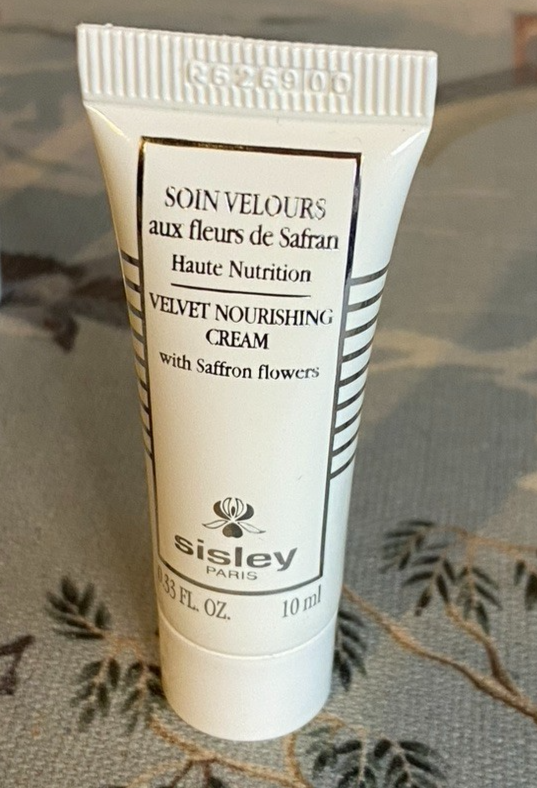 R626900
SOIN VELOURS
aux fleurs de Safran
Haute Nutrition
VELVET NOURISHING
CREAM
with Saffron flowers
sisley
PARIS
0.33 FL. OZ. 10 ml